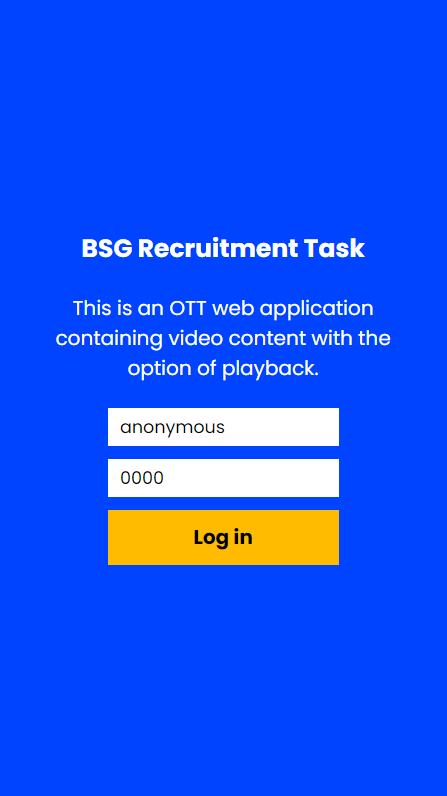 BSG Recruitment Task
This is an OTT web application
containing video content with the
option of playback.
anonymous
0000
Log in